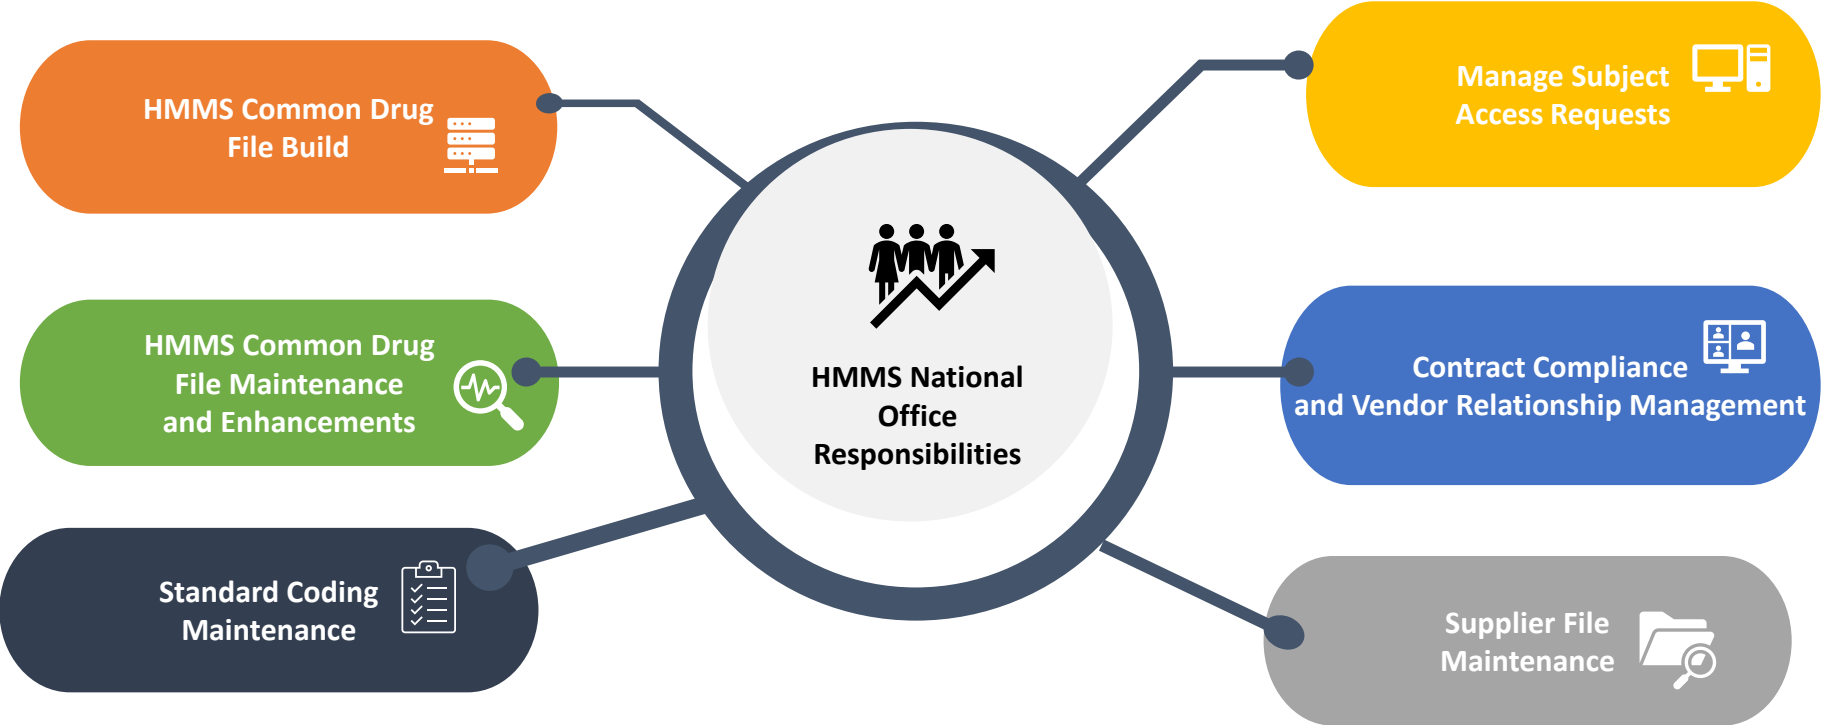 HMMS Common Drug
File Build
HMMS Common Drug
File Maintenance
and Enhancements
Standard Coding
Maintenance
HMMS National
Office
Responsibilities
Manage Subject
Access Requests
Contract Compliance
and Vendor Relationship Management
Supplier File
Maintenance